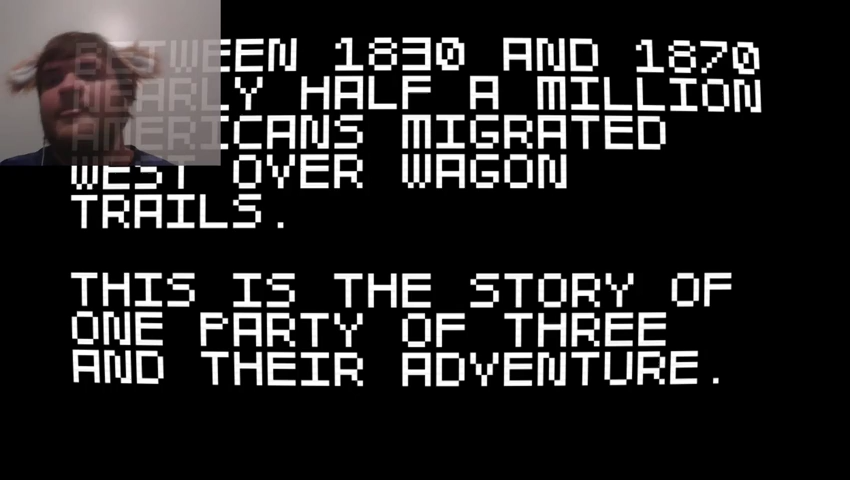 BETWEEN 1830 AND 1870
NEARLY HALF A MILLION
AMERICANS MIGRATED
WEST OVER WAGON
TRAILS.
THIS IS THE STORY OF
ONE PARTY OF THREE
AND THEIR ADVENTURE.